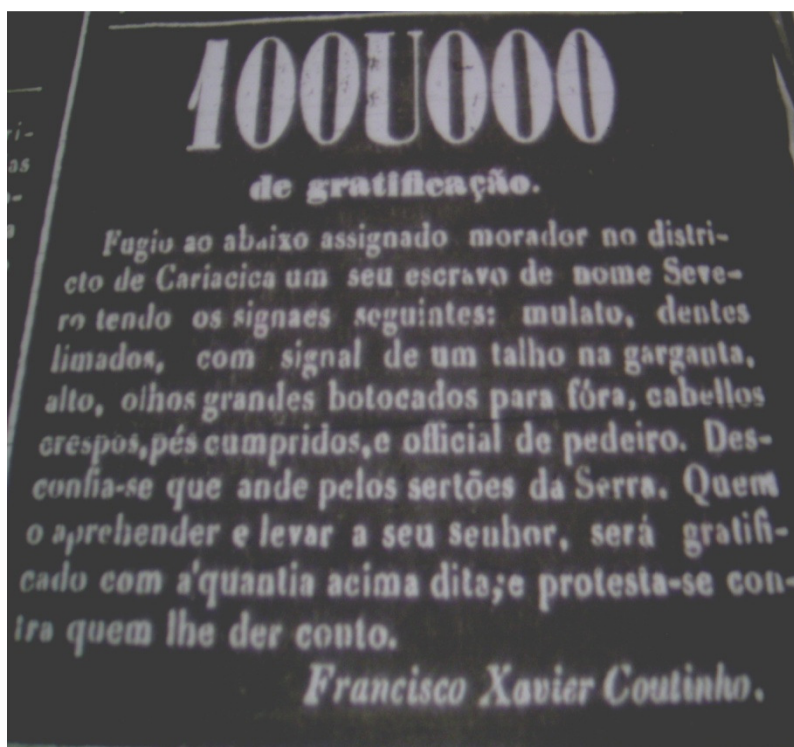 100U000
de gratificação.
Fugio ao abaixo assignado morador no distri-
cto de Cariacica um seu escravo de nome Seve-
ro tendo os signaes seguintes: mulato, dentes
limados, com signal de um talho na garganta,
alto, olhos grandes botocados para fóra, cabellos
crespos, pés cumpridos, e official de pedeiro. Des-
confia-se que ande pelos sertões da Serra. Quem
o aprehender e levar a seu senhor, será gratifi-
cado com a'quantia acima dita; e protesta-se con-
tra quem lhe der couto.
Francisco Xavier Coutinho.
ri-
as